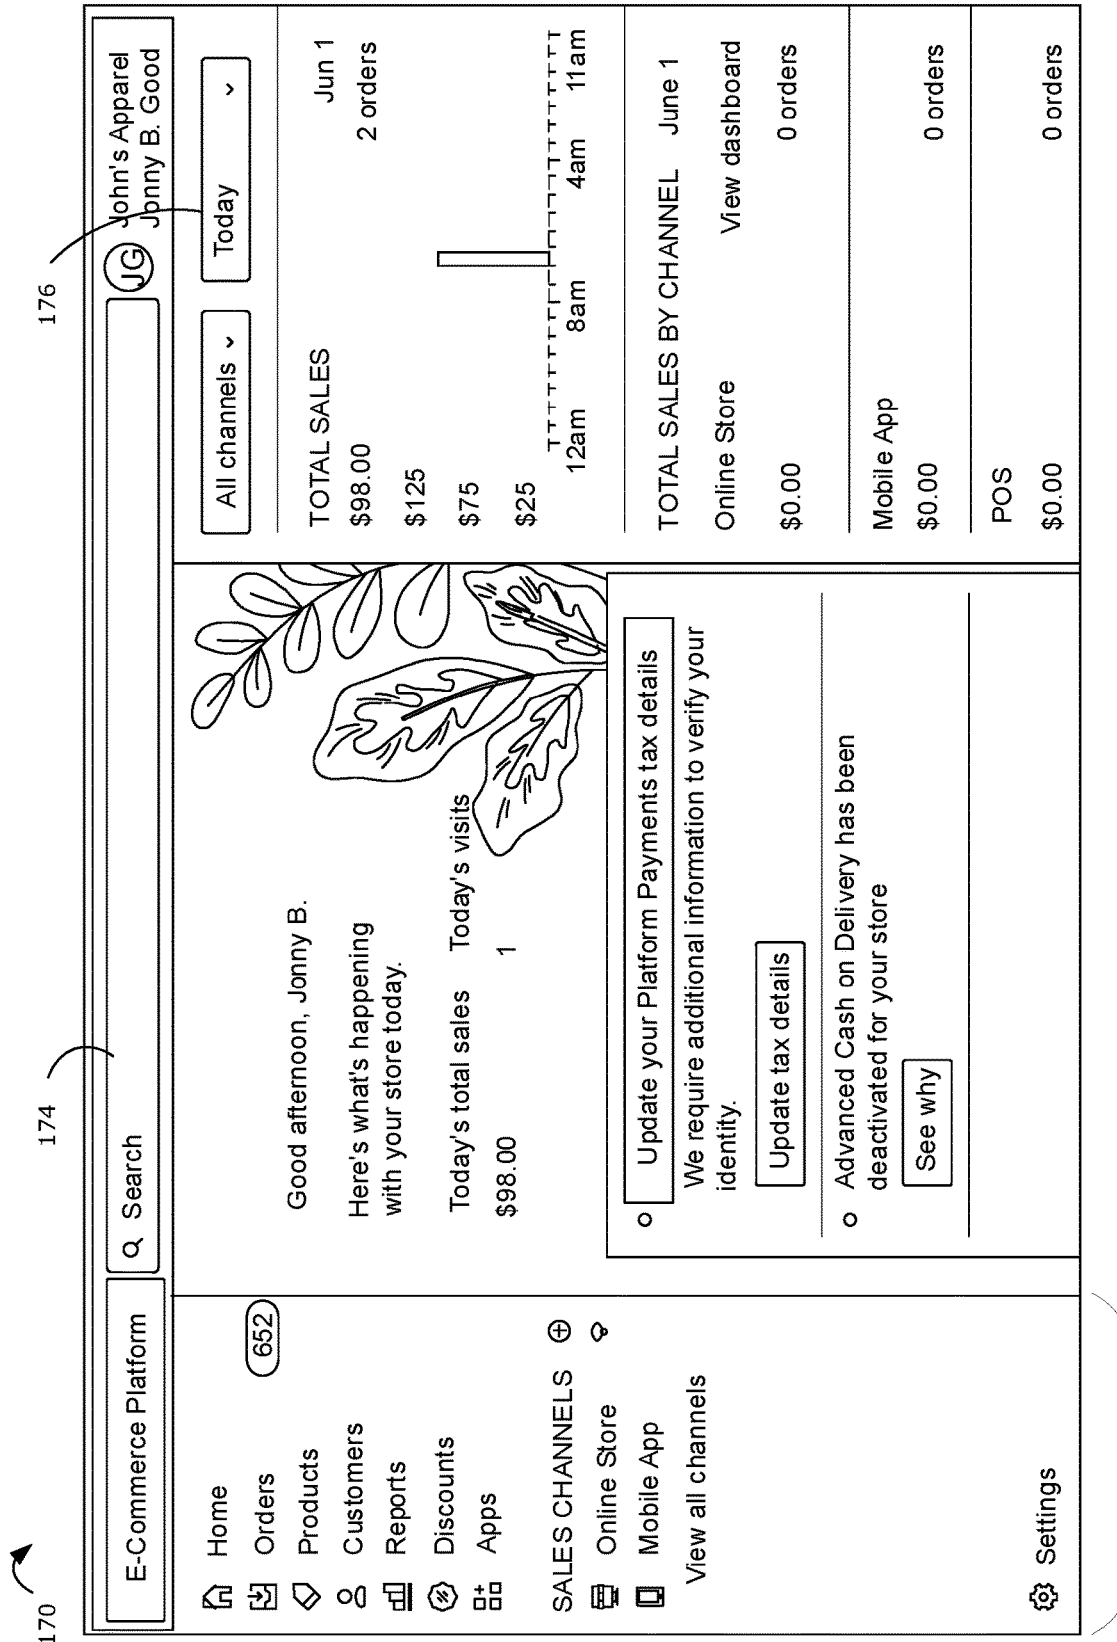 170
174
176
E-Commerce Platform
Search
JG
John's Apparel
Jonny B. Good
Home
Orders
652
Products
Customers
Reports
Discounts
Apps
SALES CHANNELS
Online Store
Mobile App
View all channels
Settings
Good afternoon, Jonny B.
Here's what's happening
with your store today.
Today's total sales Today's visits
$98.00 1
Update your Platform Payments tax details
We require additional information to verify your
identity.
Update tax details
Advanced Cash on Delivery has been
deactivated for your store
See why
All channels Today
TOTAL SALES Jun 1
$98.00 2 orders
$125
$75
$25
12am 8am 4am 11am
TOTAL SALES BY CHANNEL June 1
Online Store View dashboard
$0.00 0 orders
Mobile App
$0.00 0 orders
POS
$0.00 0 orders